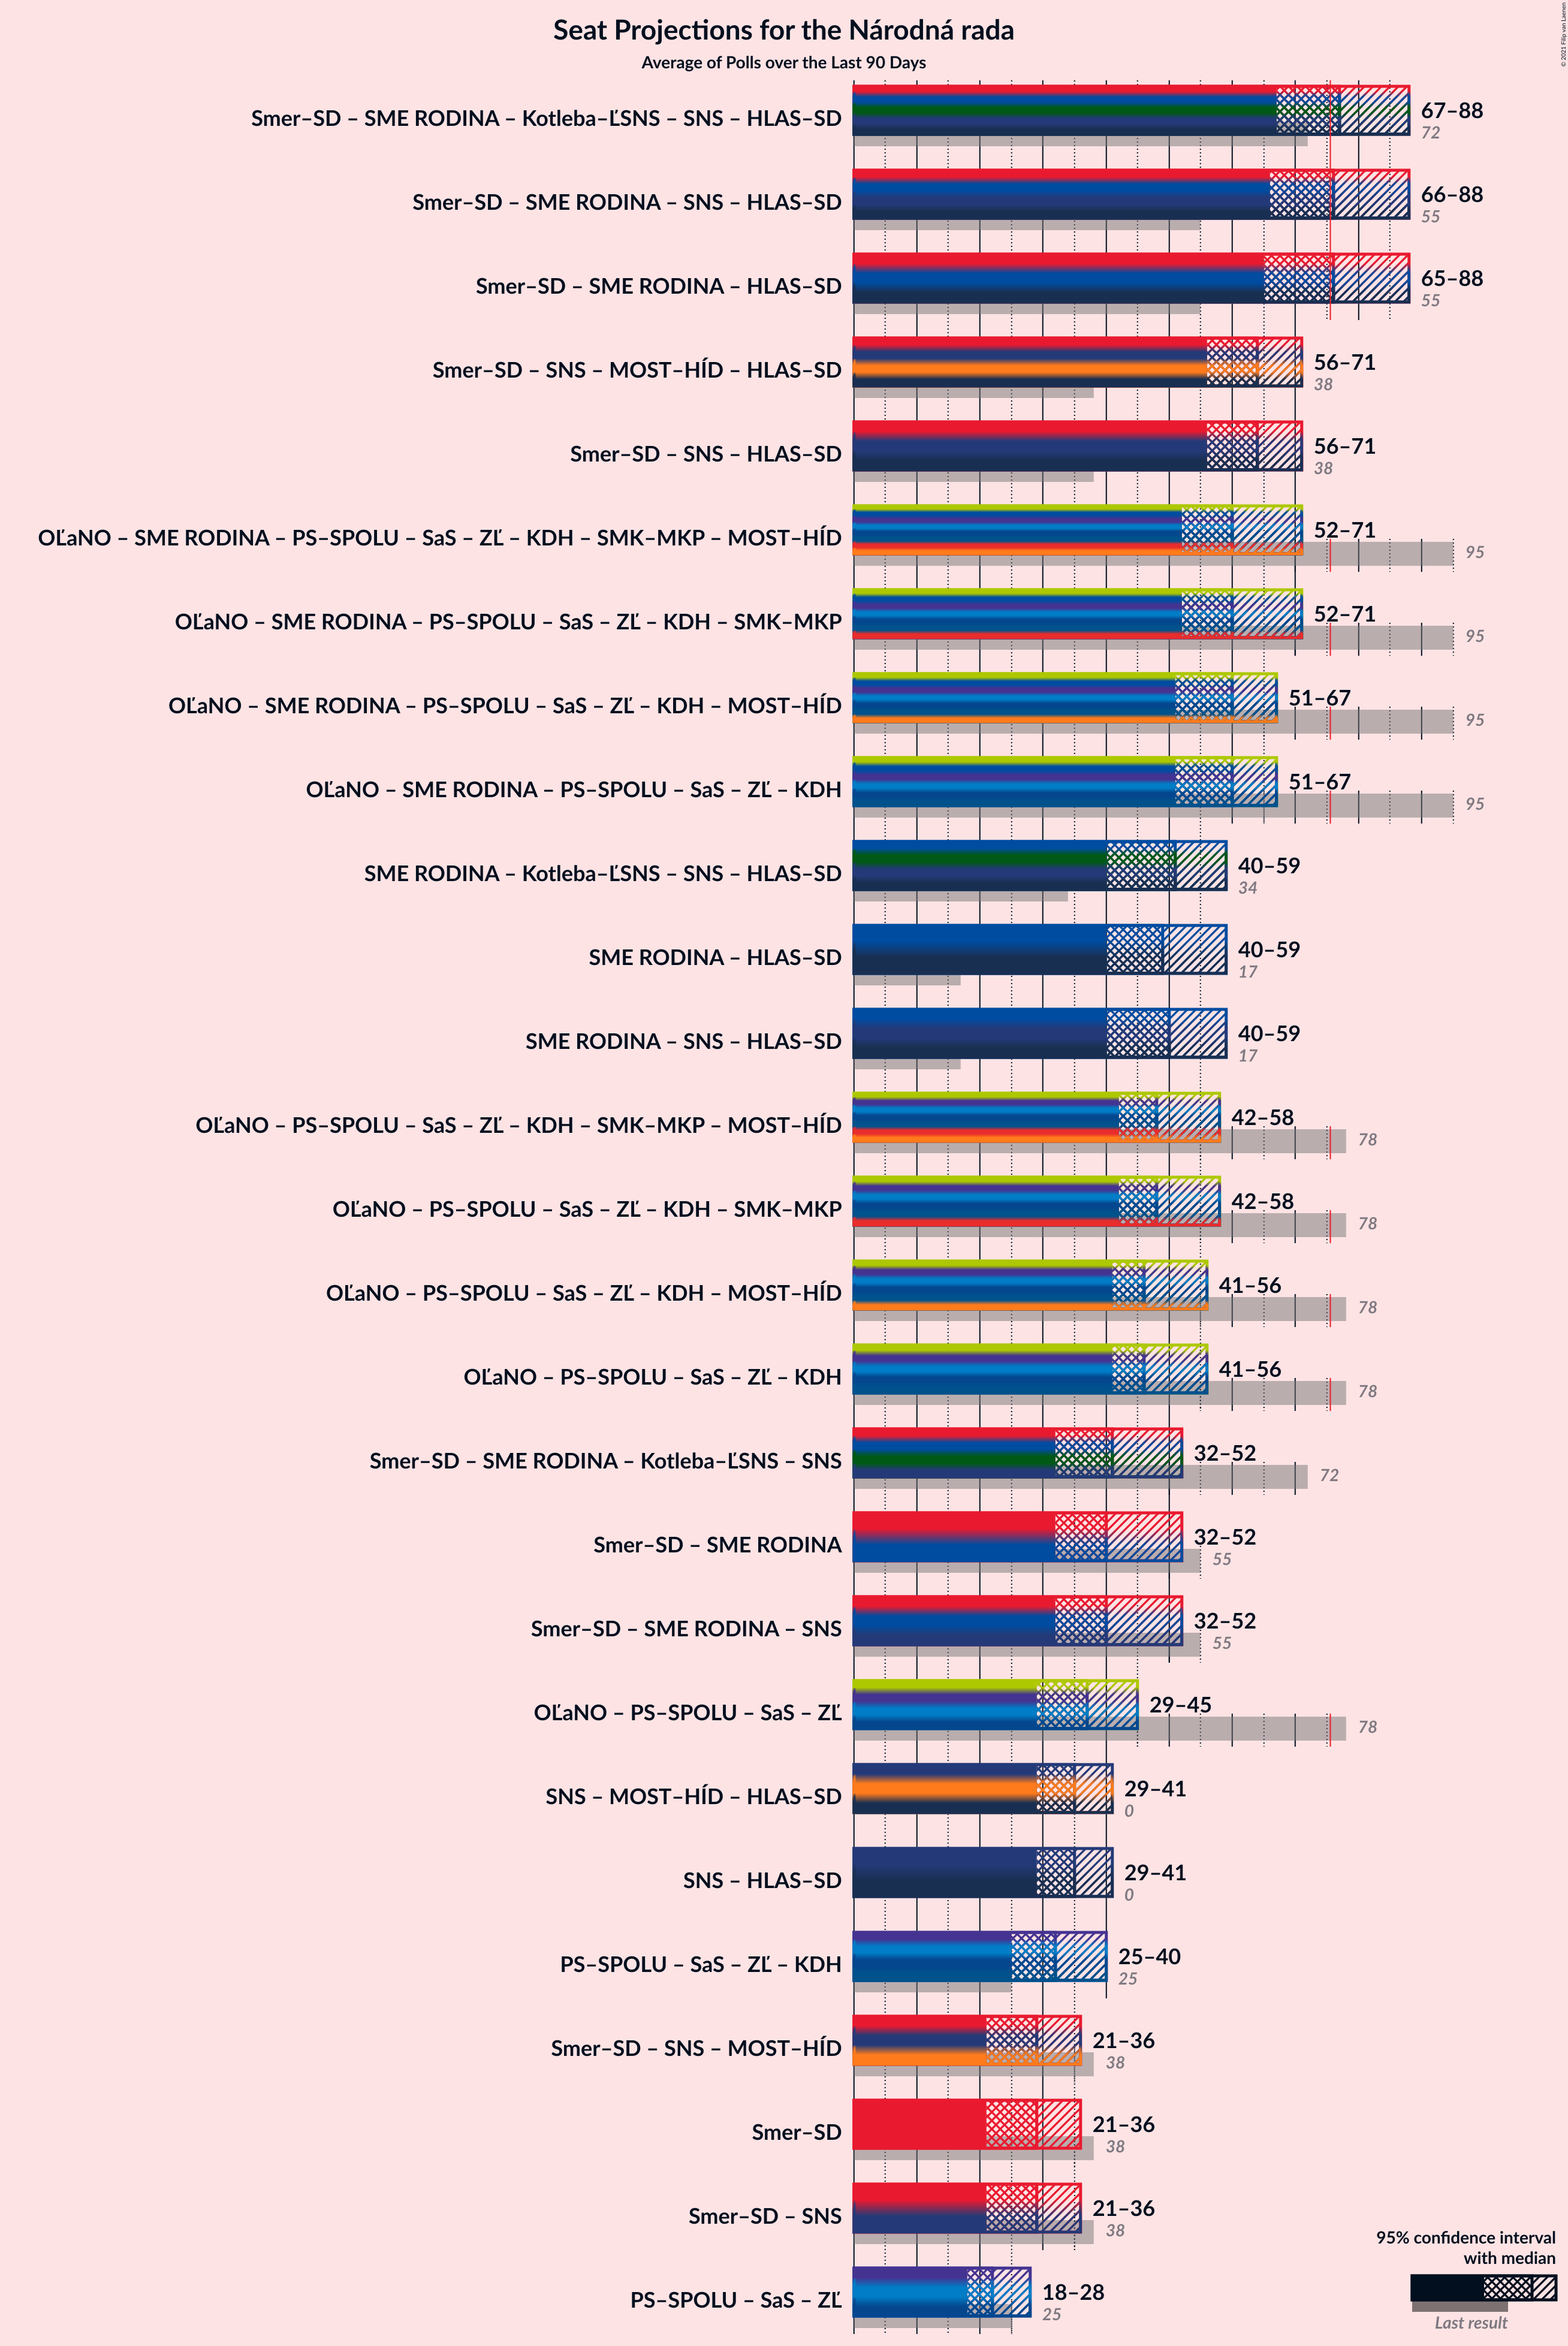 Seat Projections for the Národná rada
Average of Polls over the Last 90 Days
© 2021 Filip van Laenen
Smer–SD – SME RODINA – Kotleba–ĽSNS – SNS – HLAS–SD
67–88
72
Smer–SD – SME RODINA – SNS – HLAS–SD
66–88
55
Smer–SD – SME RODINA – HLAS–SD
65–88
55
Smer–SD – SNS – MOST–HÍD – HLAS–SD
56–71
38
Smer–SD – SNS – HLAS–SD
56–71
38
OĽaNO – SME RODINA – PS–SPOLU – SaS – ZĽ – KDH – SMK–MKP – MOST–HÍD
52–71
95
OĽaNO – SME RODINA – PS–SPOLU – SaS – ZĽ – KDH – SMK–MKP
52–71
95
OĽaNO – SME RODINA – PS–SPOLU – SaS – ZĽ – KDH – MOST–HÍD
51–67
95
OĽaNO – SME RODINA – PS–SPOLU – SaS – ZĽ – KDH
51–67
95
SME RODINA – Kotleba–ĽSNS – SNS – HLAS–SD
40–59
34
SME RODINA – HLAS–SD
40–59
17
SME RODINA – SNS – HLAS–SD
40–59
17
OĽaNO – PS–SPOLU – SaS – ZĽ – KDH – SMK–MKP – MOST–HÍD
42–58
78
OĽaNO – PS–SPOLU – SaS – ZĽ – KDH – SMK–MKP
42–58
78
OĽaNO – PS–SPOLU – SaS – ZĽ – KDH – MOST–HÍD
41–56
78
OĽaNO – PS–SPOLU – SaS – ZĽ – KDH
41–56
78
Smer–SD – SME RODINA – Kotleba–ĽSNS – SNS
32–52
72
Smer–SD – SME RODINA
32–52
55
Smer–SD – SME RODINA – SNS
32–52
55
OĽaNO – PS–SPOLU – SaS – ZĽ
29–45
78
SNS – MOST–HÍD – HLAS–SD
29–41
0
SNS – HLAS–SD
29–41
0
PS–SPOLU – SaS – ZĽ – KDH
25–40
25
Smer–SD – SNS – MOST–HÍD
21–36
38
Smer–SD
21–36
38
Smer–SD – SNS
21–36
38
PS–SPOLU – SaS – ZĽ
18–28
25
95% confidence interval
with median
Last result